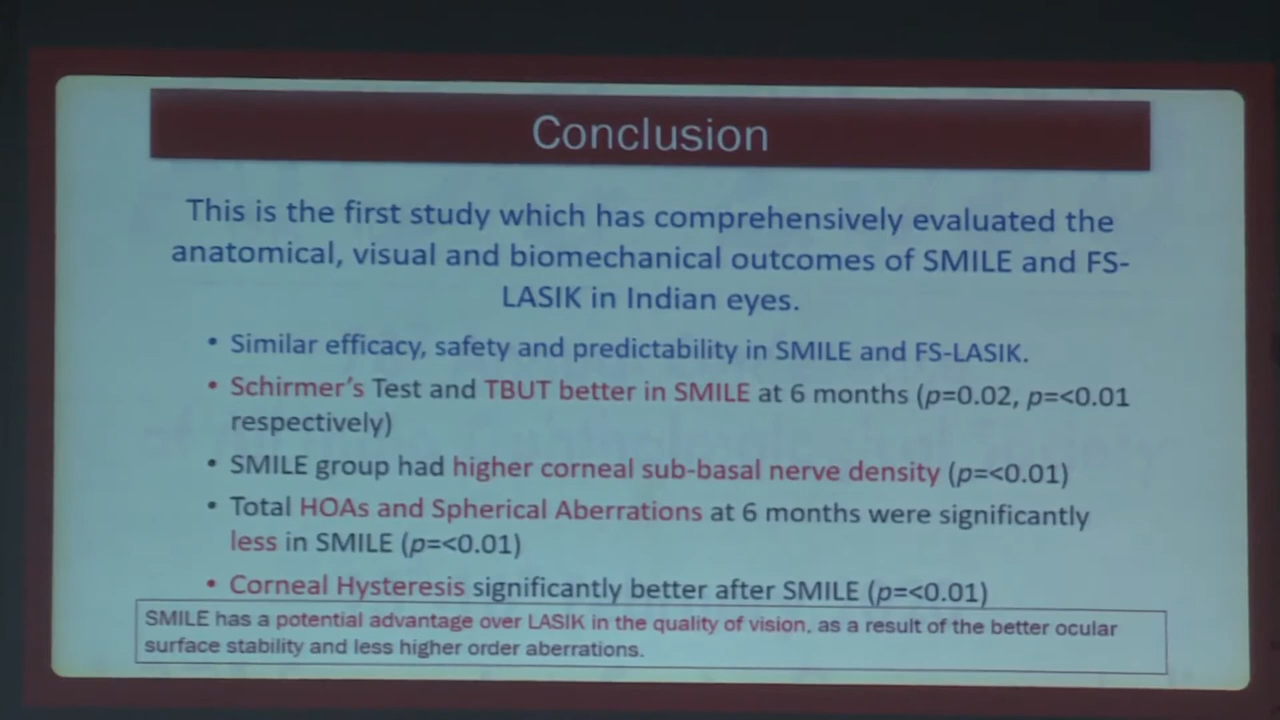 Conclusion
This is the first study which has comprehensively evaluated the
anatomical, visual and biomechanical outcomes of SMILE and FS-
LASIK in Indian eyes.
• Similar efficacy, safety and predictability in SMILE and FS-LASIK.
• Schirmer's Test and TBUT better in SMILE at 6 months (p=0.02, p=<0.01
respectively)
• SMILE group had higher corneal sub-basal nerve density (p=<0.01)
• Total HOAs and Spherical Aberrations at 6 months were significantly
less in SMILE (p=<0.01)
• Corneal Hysteresis significantly better after SMILE (p=<0.01)
SMILE has a potential advantage over LASIK in the quality of vision, as a result of the better ocular
surface stability and less higher order aberrations.